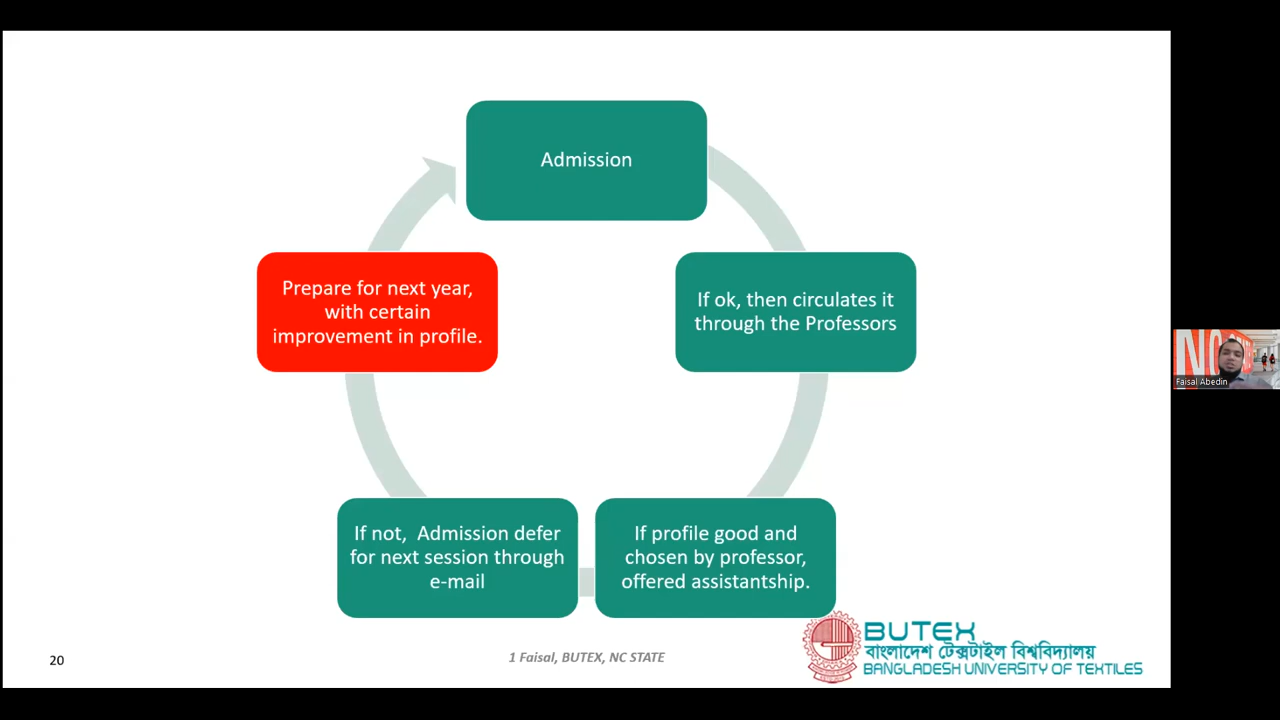 Admission
If ok, then circulates it
through the Professors
If profile good and
chosen by professor,
offered assistantship.
If not, Admission defer
for next session through
e-mail
Prepare for next year,
with certain
improvement in profile.
20
1 Faisal, BUTEX, NC STATE
BUTEX
বাংলাদেশ টেক্সটাইল বিশ্ববিদ্যালয়
BANGLADESH UNIVERSITY OF TEXTILES
Faisal Abedin